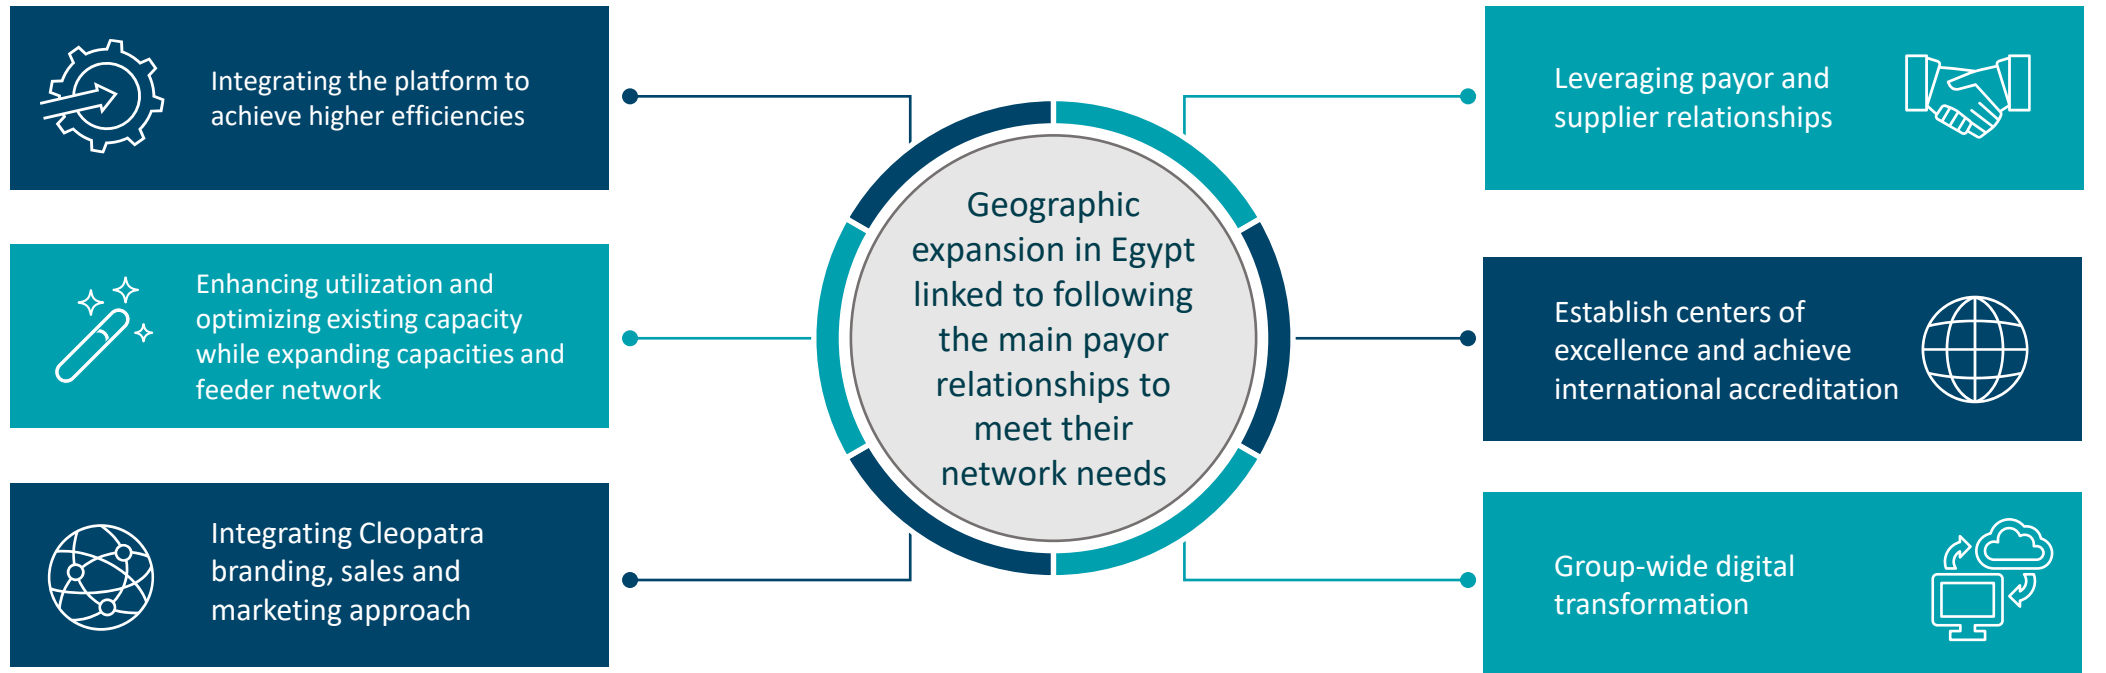 Integrating the platform to
achieve higher efficiencies
Enhancing utilization and
optimizing existing capacity
while expanding capacities and
feeder network
Integrating Cleopatra
branding, sales and
marketing approach
Geographic
expansion in Egypt
linked to following
the main payor
relationships to
meet their
network needs
Leveraging payor and
supplier relationships
Establish centers of
excellence and achieve
international accreditation
Group-wide digital
transformation